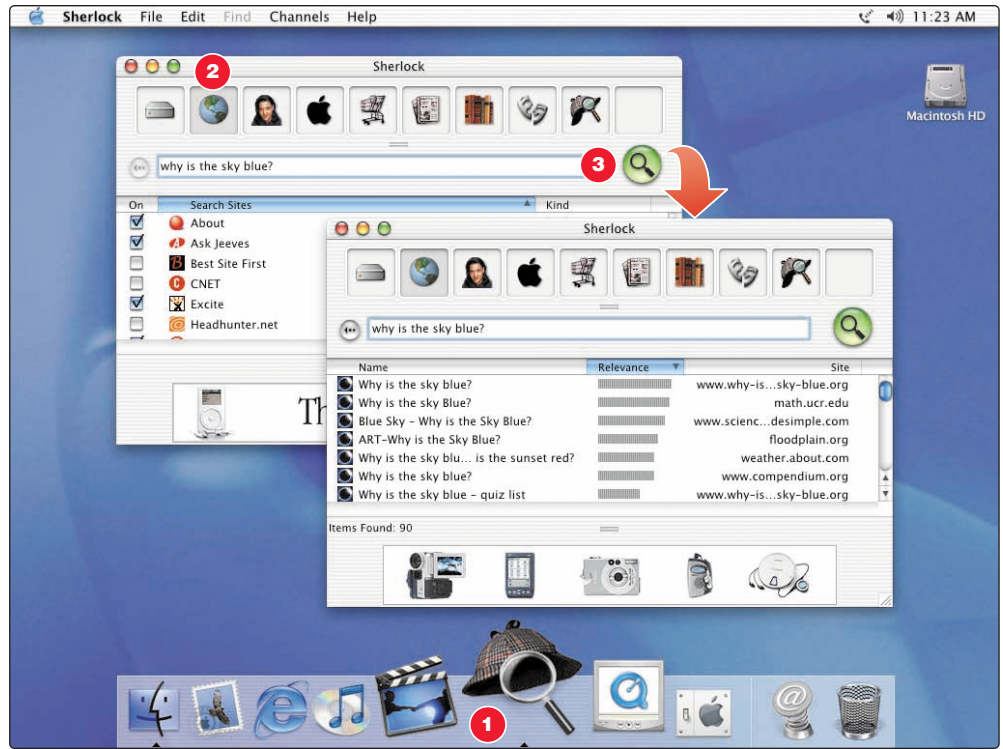 Sherlock File Edit Find Channels Help 11:23 AM
Macintosh HD
Sherlock
2
why is the sky blue?
3
On Search Sites Kind
About
Ask Jeeves
Best Site First
CNET
Excite
Headhunter.net
Th
Sherlock
why is the sky blue?
Name Relevance Site
Why is the sky blue? www.why-is...sky-blue.org
Why is the sky Blue? math.ucr.edu
Blue Sky - Why is the Sky Blue? www.scienc...desimple.com
ART-Why is the Sky Blue? floodplain.org
Why is the sky blu... is the sunset red? weather.about.com
Why is the sky blue? www.compendium.org
Why is the sky blue - quiz list www.why-is...sky-blue.org
Items Found: 90
1